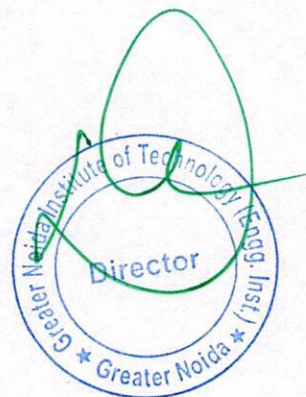 Greater Noida Institute of Technology (Engg. Inst.)
Director
★ Greater Noida ★